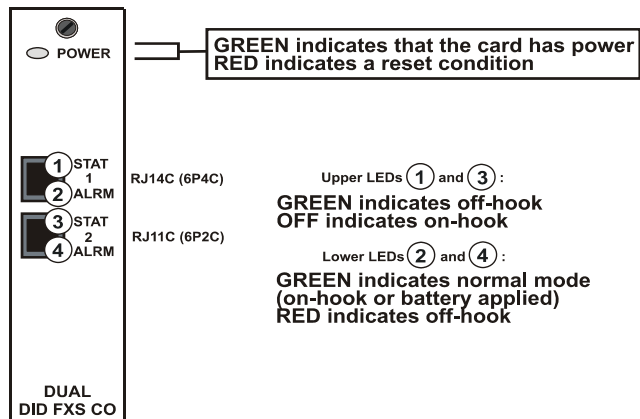 POWER
GREEN indicates that the card has power
RED indicates a reset condition
1 STAT
1
2 ALRM
RJ14C (6P4C)
3 STAT
2
4 ALRM
RJ11C (6P2C)
Upper LEDs 1 and 3 :
GREEN indicates off-hook
OFF indicates on-hook
Lower LEDs 2 and 4 :
GREEN indicates normal mode
(on-hook or battery applied)
RED indicates off-hook
DUAL
DID FXS CO